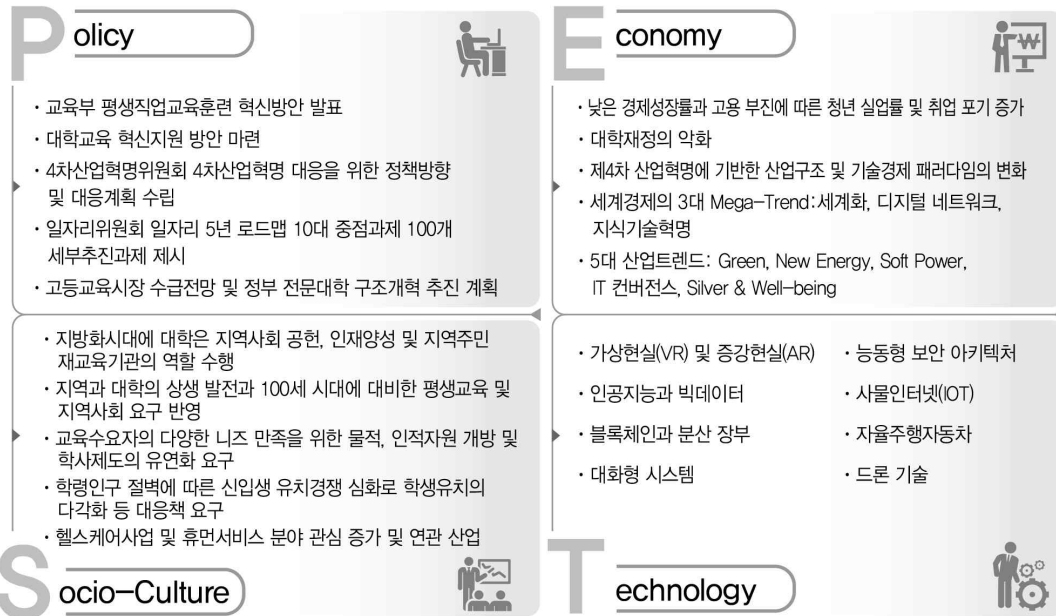 Policy
· 교육부 평생직업교육훈련 혁신방안 발표
· 대학교육 혁신지원 방안 마련
· 4차산업혁명위원회 4차산업혁명 대응을 위한 정책방향
및 대응계획 수립
· 일자리위원회 일자리 5년 로드맵 10대 중점과제 100개
세부추진과제 제시
· 고등교육시장 수급전망 및 정부 전문대학 구조개혁 추진 계획
Economy
₩
· 낮은 경제성장률과 고용 부진에 따른 청년 실업률 및 취업 포기 증가
· 대학재정의 악화
· 제4차 산업혁명에 기반한 산업구조 및 기술경제 패러다임의 변화
· 세계경제의 3대 Mega-Trend:세계화, 디지털 네트워크,
지식기술혁명
· 5대 산업트렌드: Green, New Energy, Soft Power,
IT 컨버전스, Silver & Well-being
· 지방화시대에 대학은 지역사회 공헌, 인재양성 및 지역주민
재교육기관의 역할 수행
· 지역과 대학의 상생 발전과 100세 시대에 대비한 평생교육 및
지역사회 요구 반영
· 교육수요자의 다양한 니즈 만족을 위한 물적, 인적자원 개방 및
학사제도의 유연화 요구
· 학령인구 절벽에 따른 신입생 유치경쟁 심화로 학생유치의
다각화 등 대응책 요구
· 헬스케어사업 및 휴먼서비스 분야 관심 증가 및 연관 산업
Socio-Culture
· 가상현실(VR) 및 증강현실(AR)
· 인공지능과 빅데이터
· 블록체인과 분산 장부
· 대화형 시스템
· 능동형 보안 아키텍처
· 사물인터넷(IOT)
· 자율주행자동차
· 드론 기술
Technology